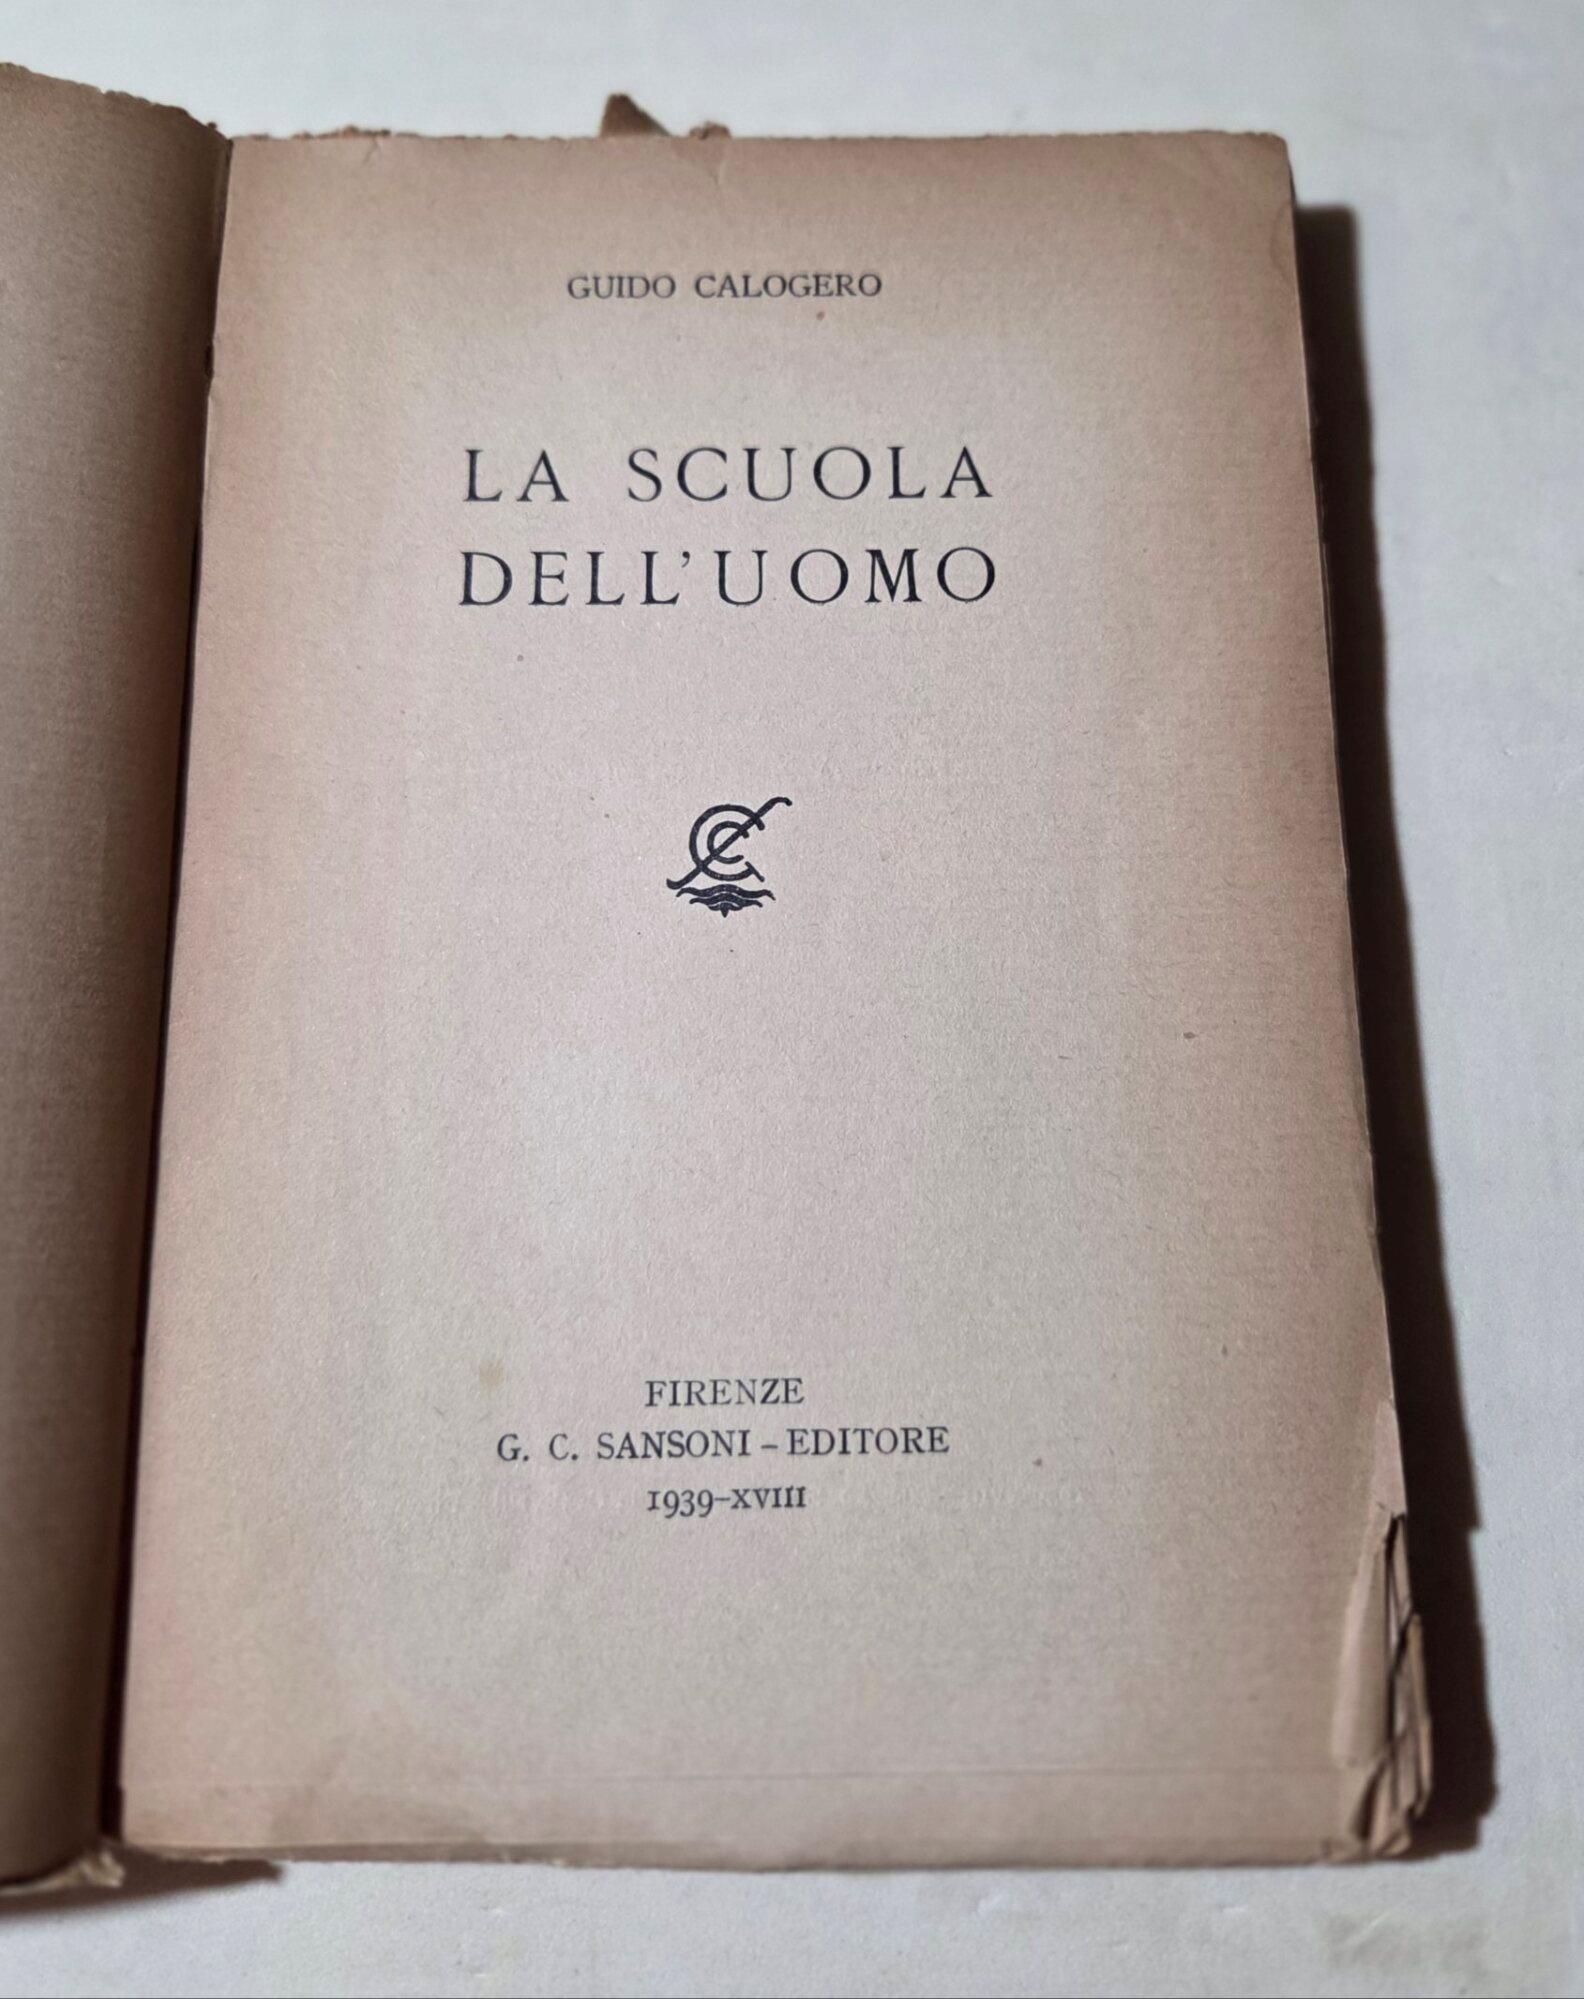 GUIDO CALOGERO
LA SCUOLA
DELL'UOMO
FIRENZE
G. C. SANSONI – EDITORE
1939–XVIII